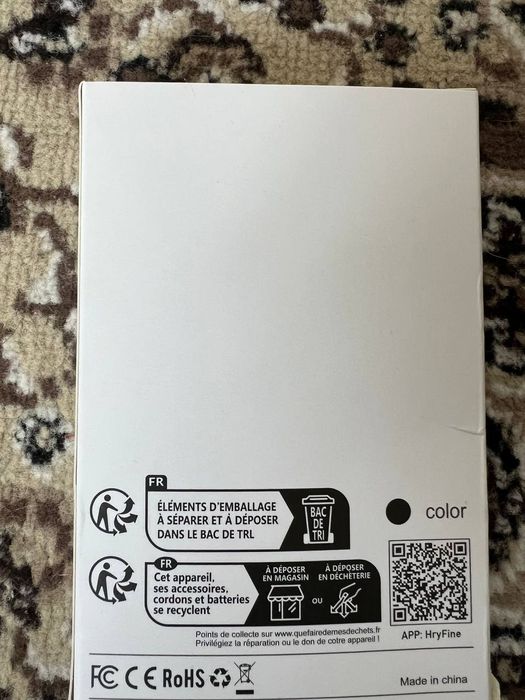 FR
ÉLÉMENTS D'EMBALLAGE
À SÉPARER ET À DÉPOSER
DANS LE BAC DE TRL
BAC
DE
TRI
color
FR
Cet appareil,
ses accessoires,
cordons et batteries
se recyclent
À DÉPOSER
EN MAGASIN
OU
À DÉPOSER
EN DÉCHÈTERIE
Points de collecte sur www.quefairedemesdechets.fr
Privilégiez la réparation ou le don de cotre appareil !
APP: HryFine
FC CE RoHS
Made in china